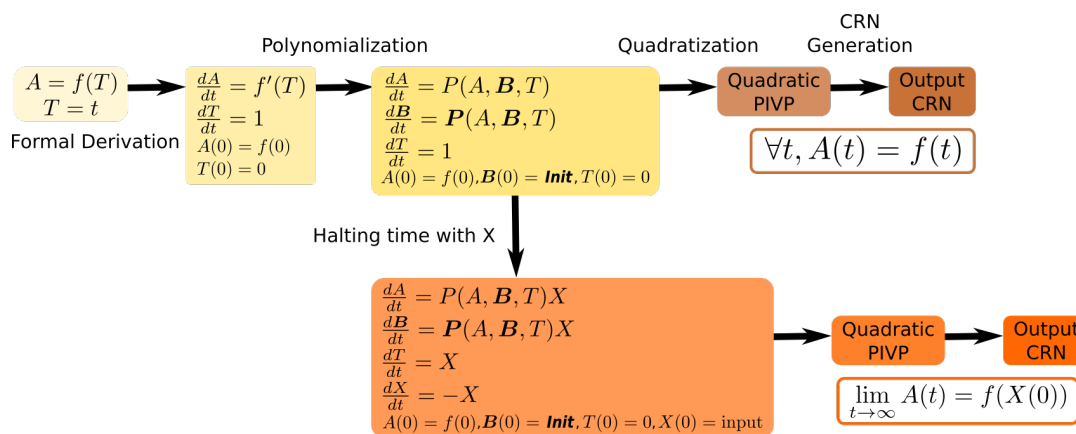 CRN
Polynomialization
Quadratization
Generation
A = f(T)
T = t
Formal Derivation
dA/dt = f'(T)
dT/dt = 1
A(0) = f(0)
T(0) = 0
dA/dt = P(A, B, T)
dB/dt = P(A, B, T)
dT/dt = 1
A(0) = f(0), B(0) = Init, T(0) = 0
Quadratic
PIVP
Output
CRN
∀t, A(t) = f(t)
Halting time with X
dA/dt = P(A, B, T)X
dB/dt = P(A, B, T)X
dT/dt = X
dX/dt = −X
A(0) = f(0), B(0) = Init, T(0) = 0, X(0) = input
Quadratic
PIVP
Output
CRN
lim A(t) = f(X(0))
t→∞